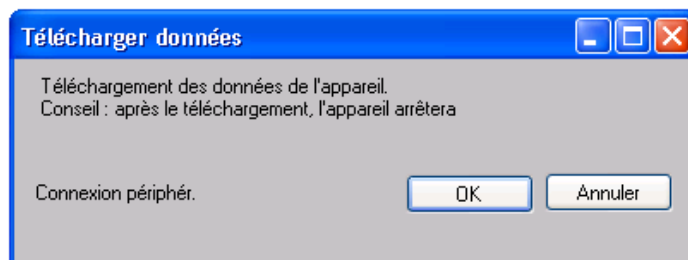 Télécharger données
Téléchargement des données de l'appareil.
Conseil : après le téléchargement, l'appareil arrêtera
Connexion périphér.
OK
Annuler